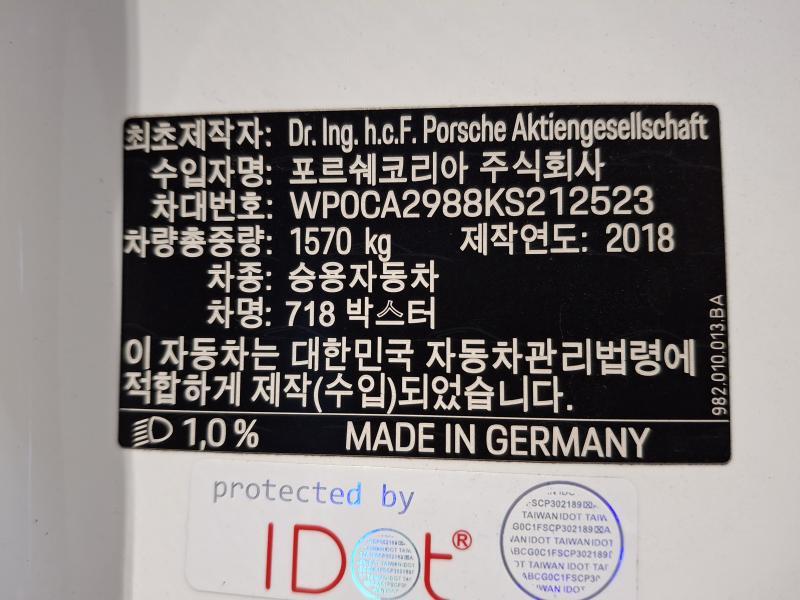 최초제작자: Dr. Ing. h.c.F. Porsche Aktiengesellschaft
수입자명: 포르쉐코리아 주식회사
차대번호: WP0CA2988KS212523
차량총중량: 1570 kg 제작연도: 2018
차종: 승용자동차
차명: 718 박스터
이 자동차는 대한민국 자동차관리법령에
적합하게 제작(수입)되었습니다.
982.010.013.BA
1,0% MADE IN GERMANY
protected by
IDot®
TAIWANIDOT